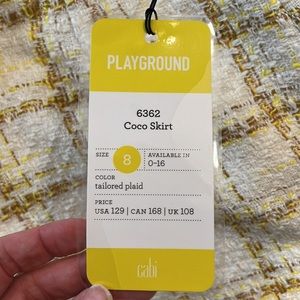 PLAYGROUND
6362
Coco Skirt
SIZE 8 AVAILABLE IN
0-16
COLOR
tailored plaid
PRICE
USA 129 | CAN 168 | UK 108
cabi